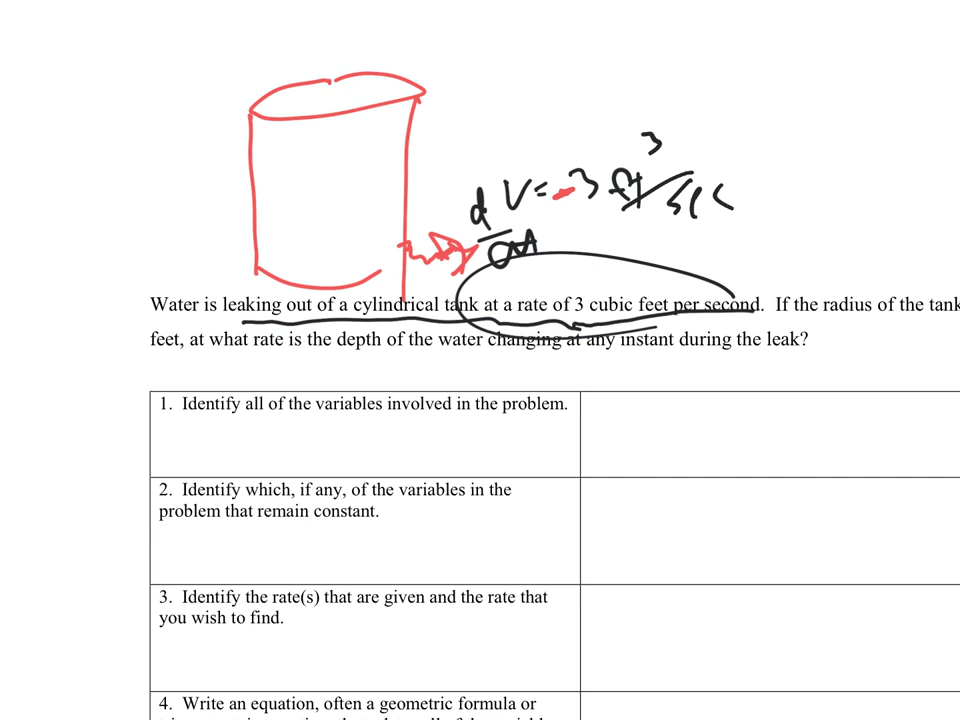 3
dV = -3 ft/sec
dt
Water is leaking out of a cylindrical tank at a rate of 3 cubic feet per second. If the radius of the tank
feet, at what rate is the depth of the water changing at any instant during the leak?
1. Identify all of the variables involved in the problem.
2. Identify which, if any, of the variables in the
problem that remain constant.
3. Identify the rate(s) that are given and the rate that
you wish to find.
4. Write an equation, often a geometric formula or